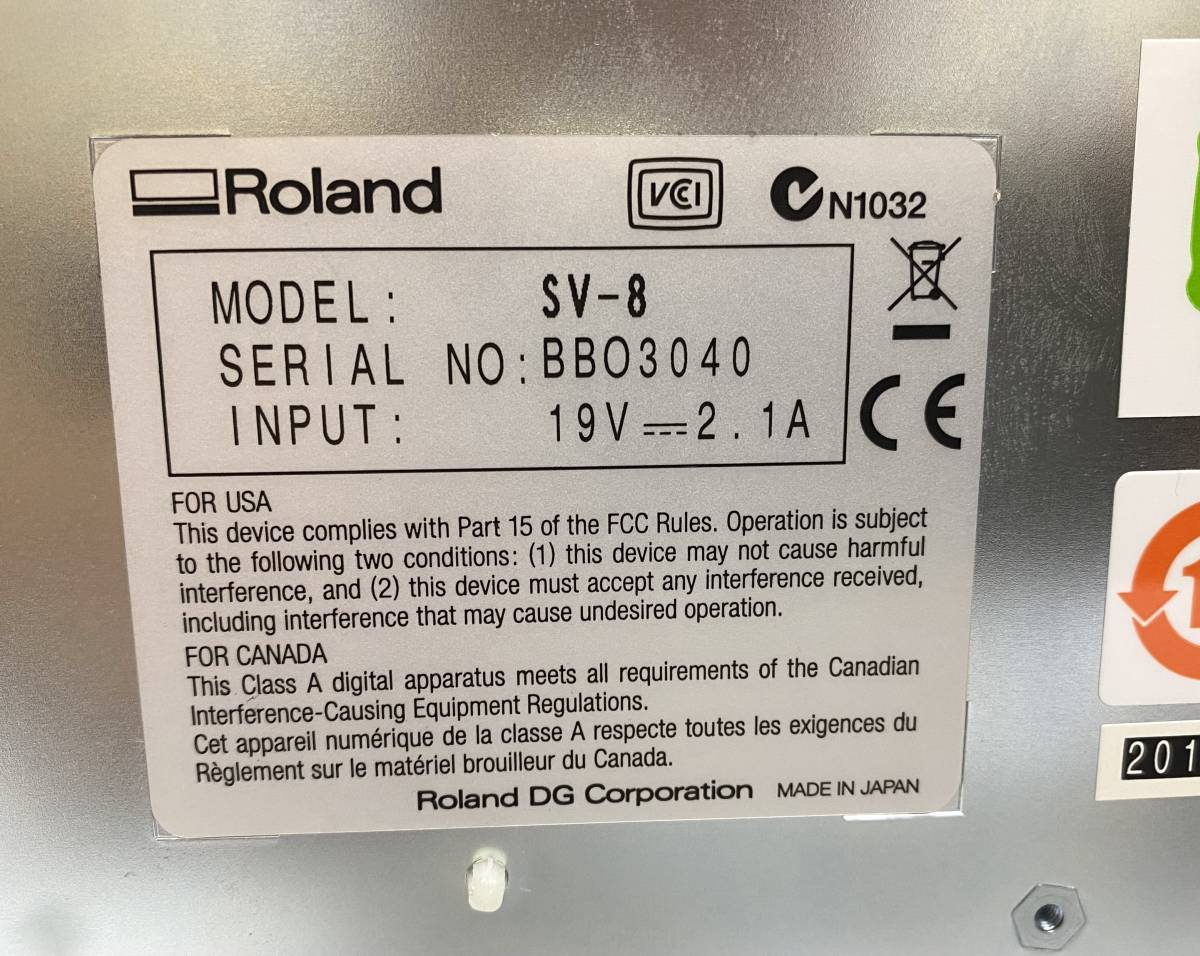 Roland
VCCI
N1032
MODEL: SV-8
SERIAL NO: BBO3040
INPUT: 19V⎓2.1A
CE
FOR USA
This device complies with Part 15 of the FCC Rules. Operation is subject
to the following two conditions: (1) this device may not cause harmful
interference, and (2) this device must accept any interference received,
including interference that may cause undesired operation.
FOR CANADA
This Class A digital apparatus meets all requirements of the Canadian
Interference-Causing Equipment Regulations.
Cet appareil numérique de la classe A respecte toutes les exigences du
Règlement sur le matériel brouilleur du Canada.
Roland DG Corporation MADE IN JAPAN
201